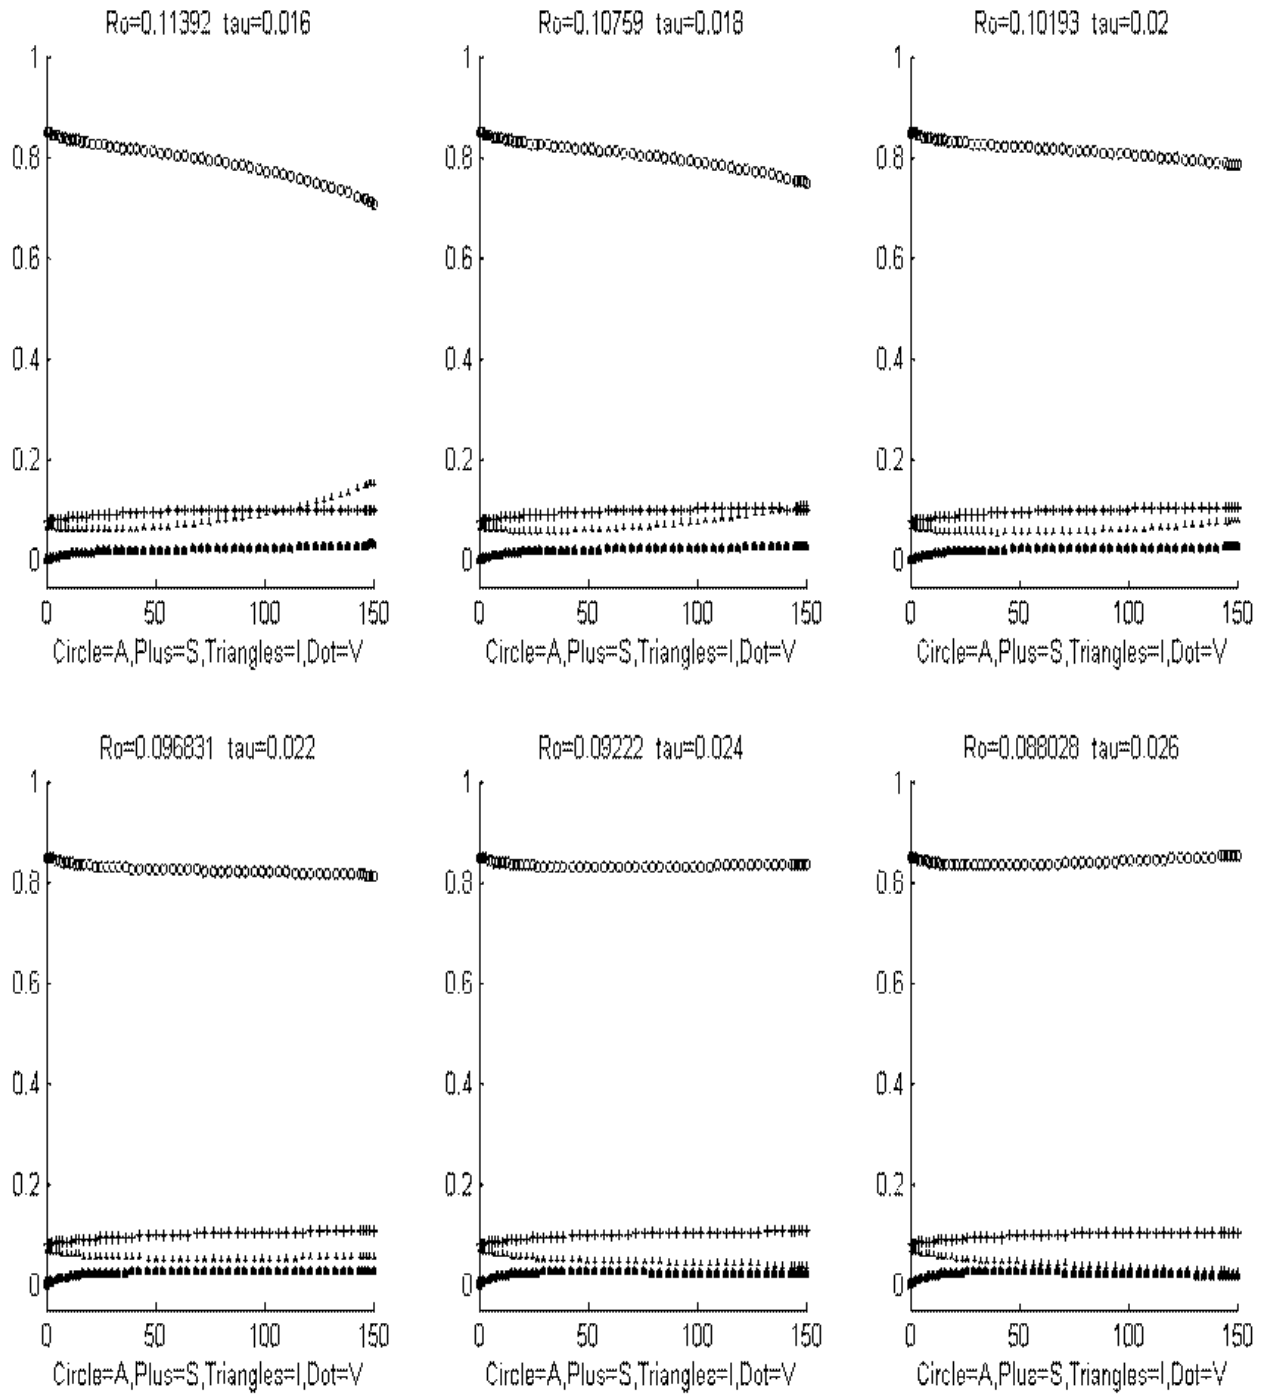 Ro=0.11392 tau=0.016
Ro=0.10759 tau=0.018
Ro=0.10193 tau=0.02
1
0.8
0.6
0.4
0.2
0
0 50 100 150
Circle=A,Plus=S,Triangles=I,Dot=V
1
0.8
0.6
0.4
0.2
0
0 50 100 150
Circle=A,Plus=S,Triangles=I,Dot=V
1
0.8
0.6
0.4
0.2
0
0 50 100 150
Circle=A,Plus=S,Triangles=I,Dot=V
Ro=0.096831 tau=0.022
Ro=0.09222 tau=0.024
Ro=0.088028 tau=0.026
1
0.8
0.6
0.4
0.2
0
0 50 100 150
Circle=A,Plus=S,Triangles=I,Dot=V
1
0.8
0.6
0.4
0.2
0
0 50 100 150
Circle=A,Plus=S,Triangles=I,Dot=V
1
0.8
0.6
0.4
0.2
0
0 50 100 150
Circle=A,Plus=S,Triangles=I,Dot=V